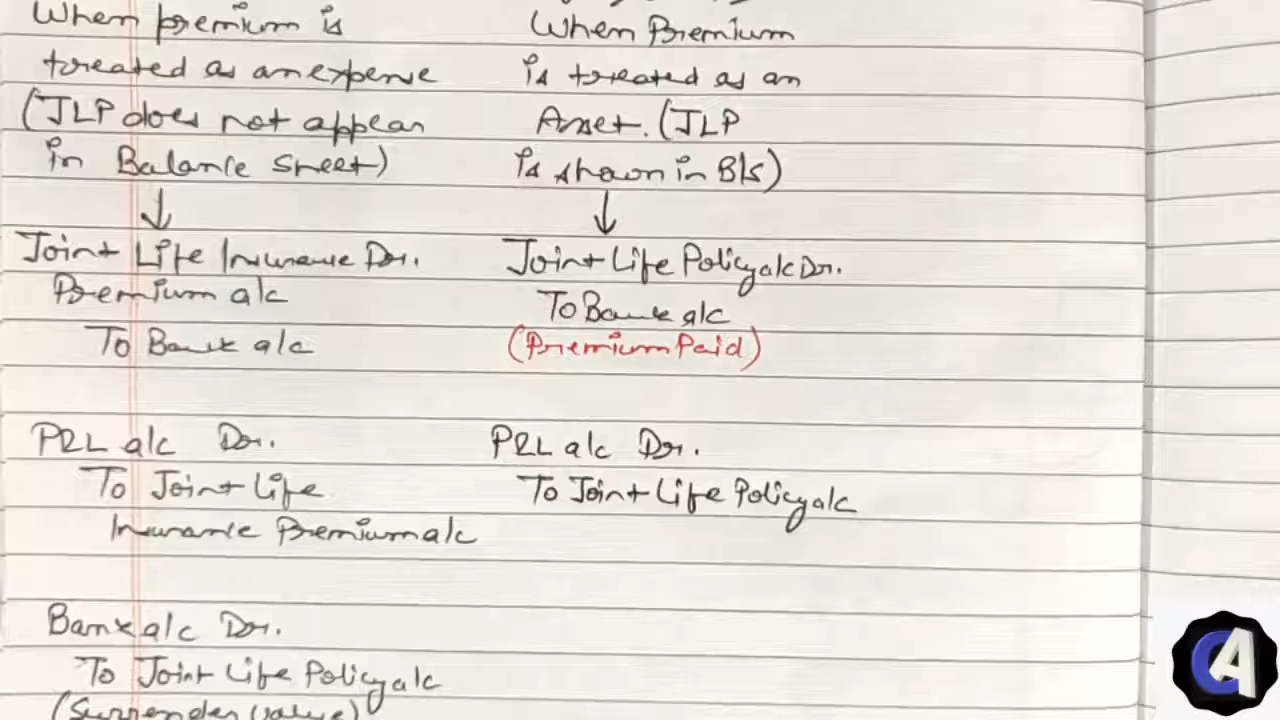 When premium is
treated as an expense
(JLP does not appear
in Balance Sheet)
↓
Joint Life Insurance Dr.
Premium a/c
To Bank a/c
P&L a/c Dr.
To Joint Life
Insurance Premium a/c
Bank a/c Dr.
To Joint Life Policy a/c
(Surrender value)
When Premium
is treated as an
Asset. (JLP
is shown in B/s)
↓
Joint Life Policy a/c Dr.
To Bank a/c
(Premium Paid)
P&L a/c Dr.
To Joint Life Policy a/c
CA